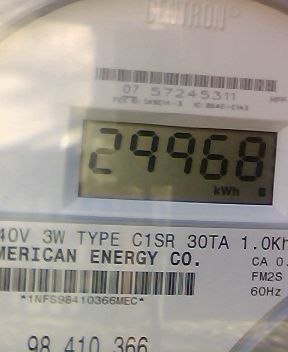 CENTRON®
07 57245311
29968
kWh
40V 3W TYPE C1SR 30TA 1.0Kh
MERICAN ENERGY CO.
CA 0.
FM2S
*1NFS98410366MEC*
60Hz
98 410 366